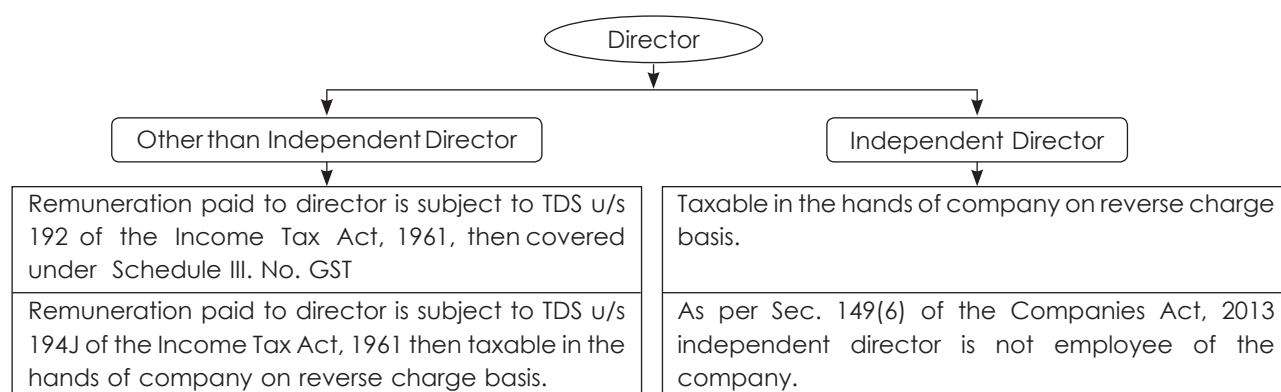 Director
Other than Independent Director
Independent Director
Remuneration paid to director is subject to TDS u/s
192 of the Income Tax Act, 1961, then covered
under Schedule III. No. GST
Remuneration paid to director is subject to TDS u/s
194J of the Income Tax Act, 1961 then taxable in the
hands of company on reverse charge basis.
Taxable in the hands of company on reverse charge
basis.
As per Sec. 149(6) of the Companies Act, 2013
independent director is not employee of the
company.